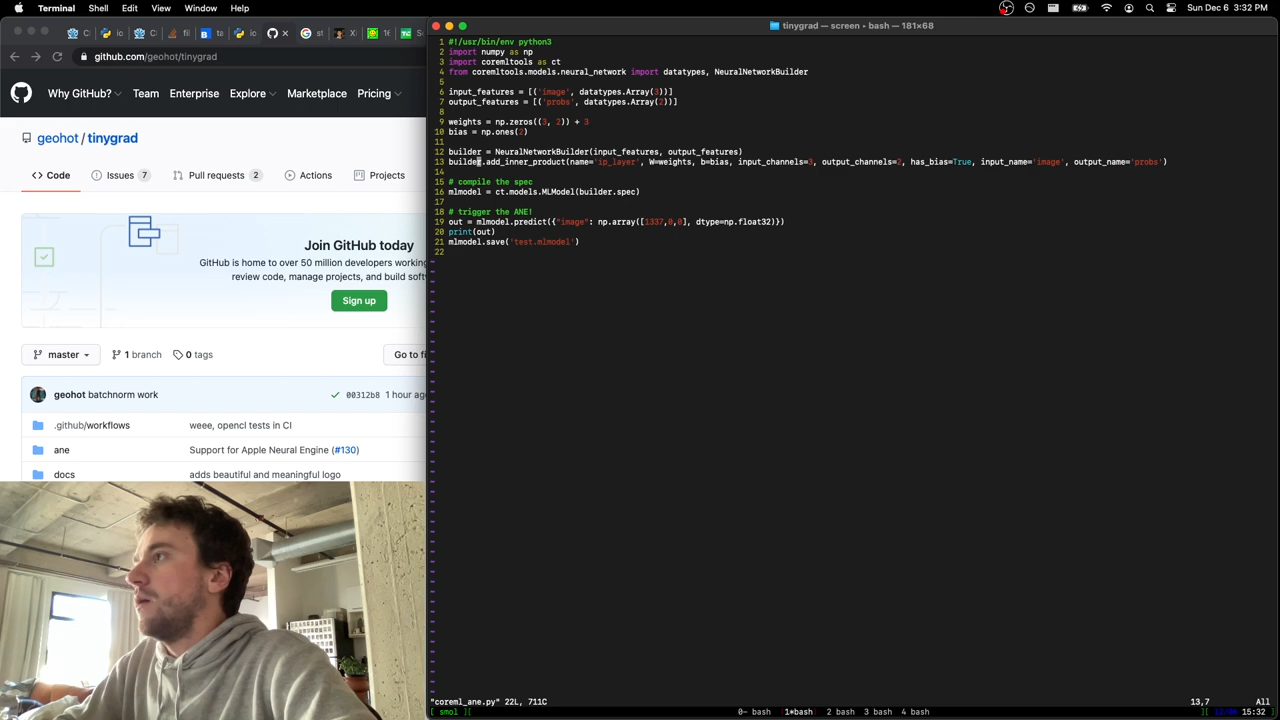 Terminal Shell Edit View Window Help
Sun Dec 6 3:32 PM
github.com/geohot/tinygrad
Why GitHub? Team Enterprise Explore Marketplace Pricing
geohot / tinygrad
Code Issues 7 Pull requests 2 Actions Projects
Join GitHub today
GitHub is home to over 50 million developers working
review code, manage projects, and build soft
Sign up
master 1 branch 0 tags Go to fi
geohot batchnorm work 00312b8 1 hour ag
.github/workflows weee, opencl tests in CI
ane Support for Apple Neural Engine (#130)
docs adds beautiful and meaningful logo
tinygrad — screen ▸ bash — 181×68
1 #!/usr/bin/env python3
2 import numpy as np
3 import coremltools as ct
4 from coremltools.models.neural_network import datatypes, NeuralNetworkBuilder
5
6 input_features = [('image', datatypes.Array(3))]
7 output_features = [('probs', datatypes.Array(2))]
8
9 weights = np.zeros((3, 2)) + 3
10 bias = np.ones(2)
11
12 builder = NeuralNetworkBuilder(input_features, output_features)
13 builder.add_inner_product(name='ip_layer', W=weights, b=bias, input_channels=3, output_channels=2, has_bias=True, input_name='image', output_name='probs')
14
15 # compile the spec
16 mlmodel = ct.models.MLModel(builder.spec)
17
18 # trigger the ANE!
19 out = mlmodel.predict({"image": np.array([1337,0,0], dtype=np.float32)})
20 print(out)
21 mlmodel.save('test.mlmodel')
22
"coreml_ane.py" 22L, 711C 13,7 All
[ smol ][ 0- bash 1*bash 2 bash 3 bash 4 bash ][ 12/06 15:32 ]